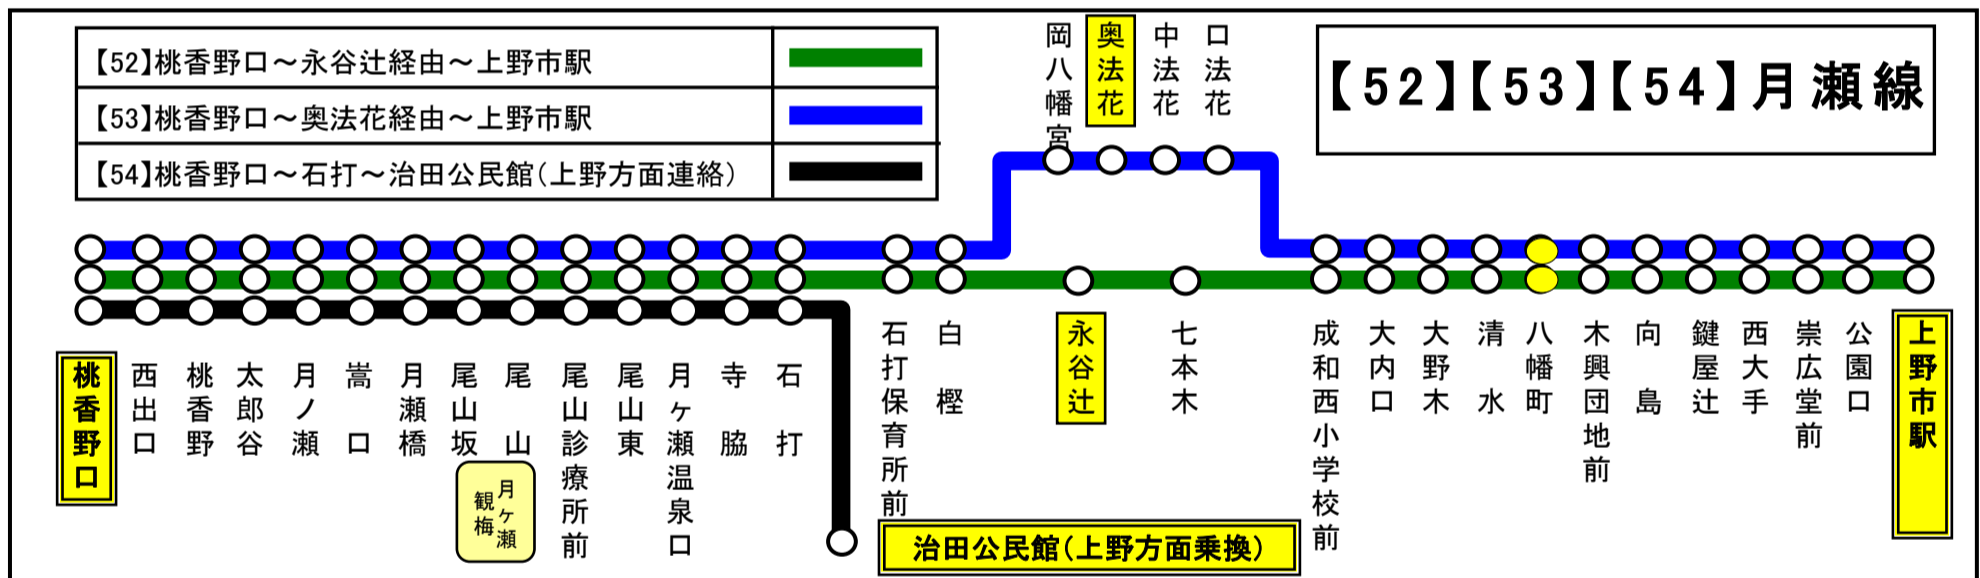 【52】桃香野口～永谷辻経由～上野市駅
【53】桃香野口～奥法花経由～上野市駅
【54】桃香野口～石打～治田公民館（上野方面連絡）
岡八幡宮
奥法花
中法花
口法花
【52】【53】【54】月瀬線
桃香野口
西出口
桃香野
太郎谷
月ノ瀬
嵩口
月瀬橋
尾山坂
尾山
尾山診療所前
尾山東
月ヶ瀬温泉口
寺脇
石打
石打保育所前
白樫
永谷辻
七本木
成和西小学校前
大内口
大野木
清水
八幡町
木興団地前
向島
鍵屋辻
西大手
崇広堂前
公園口
上野市駅
月ヶ瀬
観梅
治田公民館（上野方面乗換）